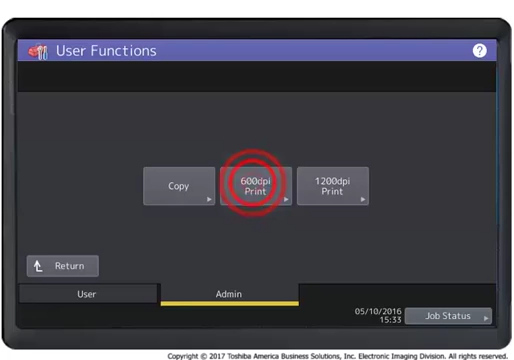 User Functions
?
Copy
600dpi
Print
1200dpi
Print
Return
User
Admin
05/10/2016
15:33
Job Status
Copyright © 2017 Toshiba America Business Solutions, Inc. Electronic Imaging Division. All rights reserved.